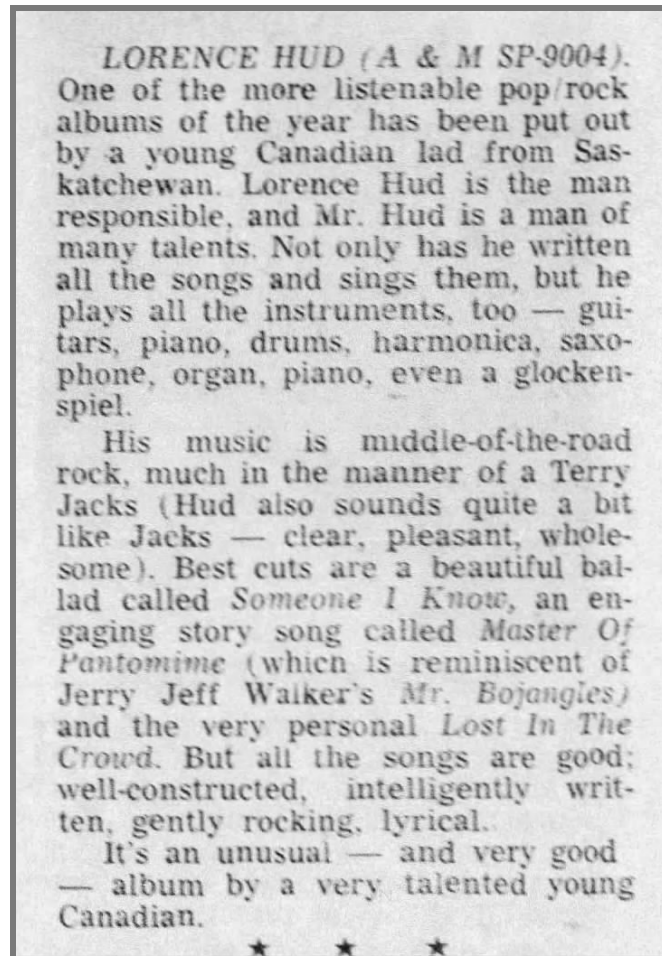 LORENCE HUD (A & M SP-9004).
One of the more listenable pop/rock
albums of the year has been put out
by a young Canadian lad from Sas-
katchewan. Lorence Hud is the man
responsible, and Mr. Hud is a man of
many talents. Not only has he written
all the songs and sings them, but he
plays all the instruments, too — gui-
tars, piano, drums, harmonica, saxo-
phone, organ, piano, even a glocken-
spiel.
His music is middle-of-the-road
rock, much in the manner of a Terry
Jacks (Hud also sounds quite a bit
like Jacks — clear, pleasant, whole-
some). Best cuts are a beautiful bal-
lad called Someone I Know, an en-
gaging story song called Master Of
Pantomime (which is reminiscent of
Jerry Jeff Walker's Mr. Bojangles)
and the very personal Lost In The
Crowd. But all the songs are good;
well-constructed, intelligently writ-
ten, gently rocking, lyrical.
It's an unusual — and very good
— album by a very talented young
Canadian.
★ ★ ★